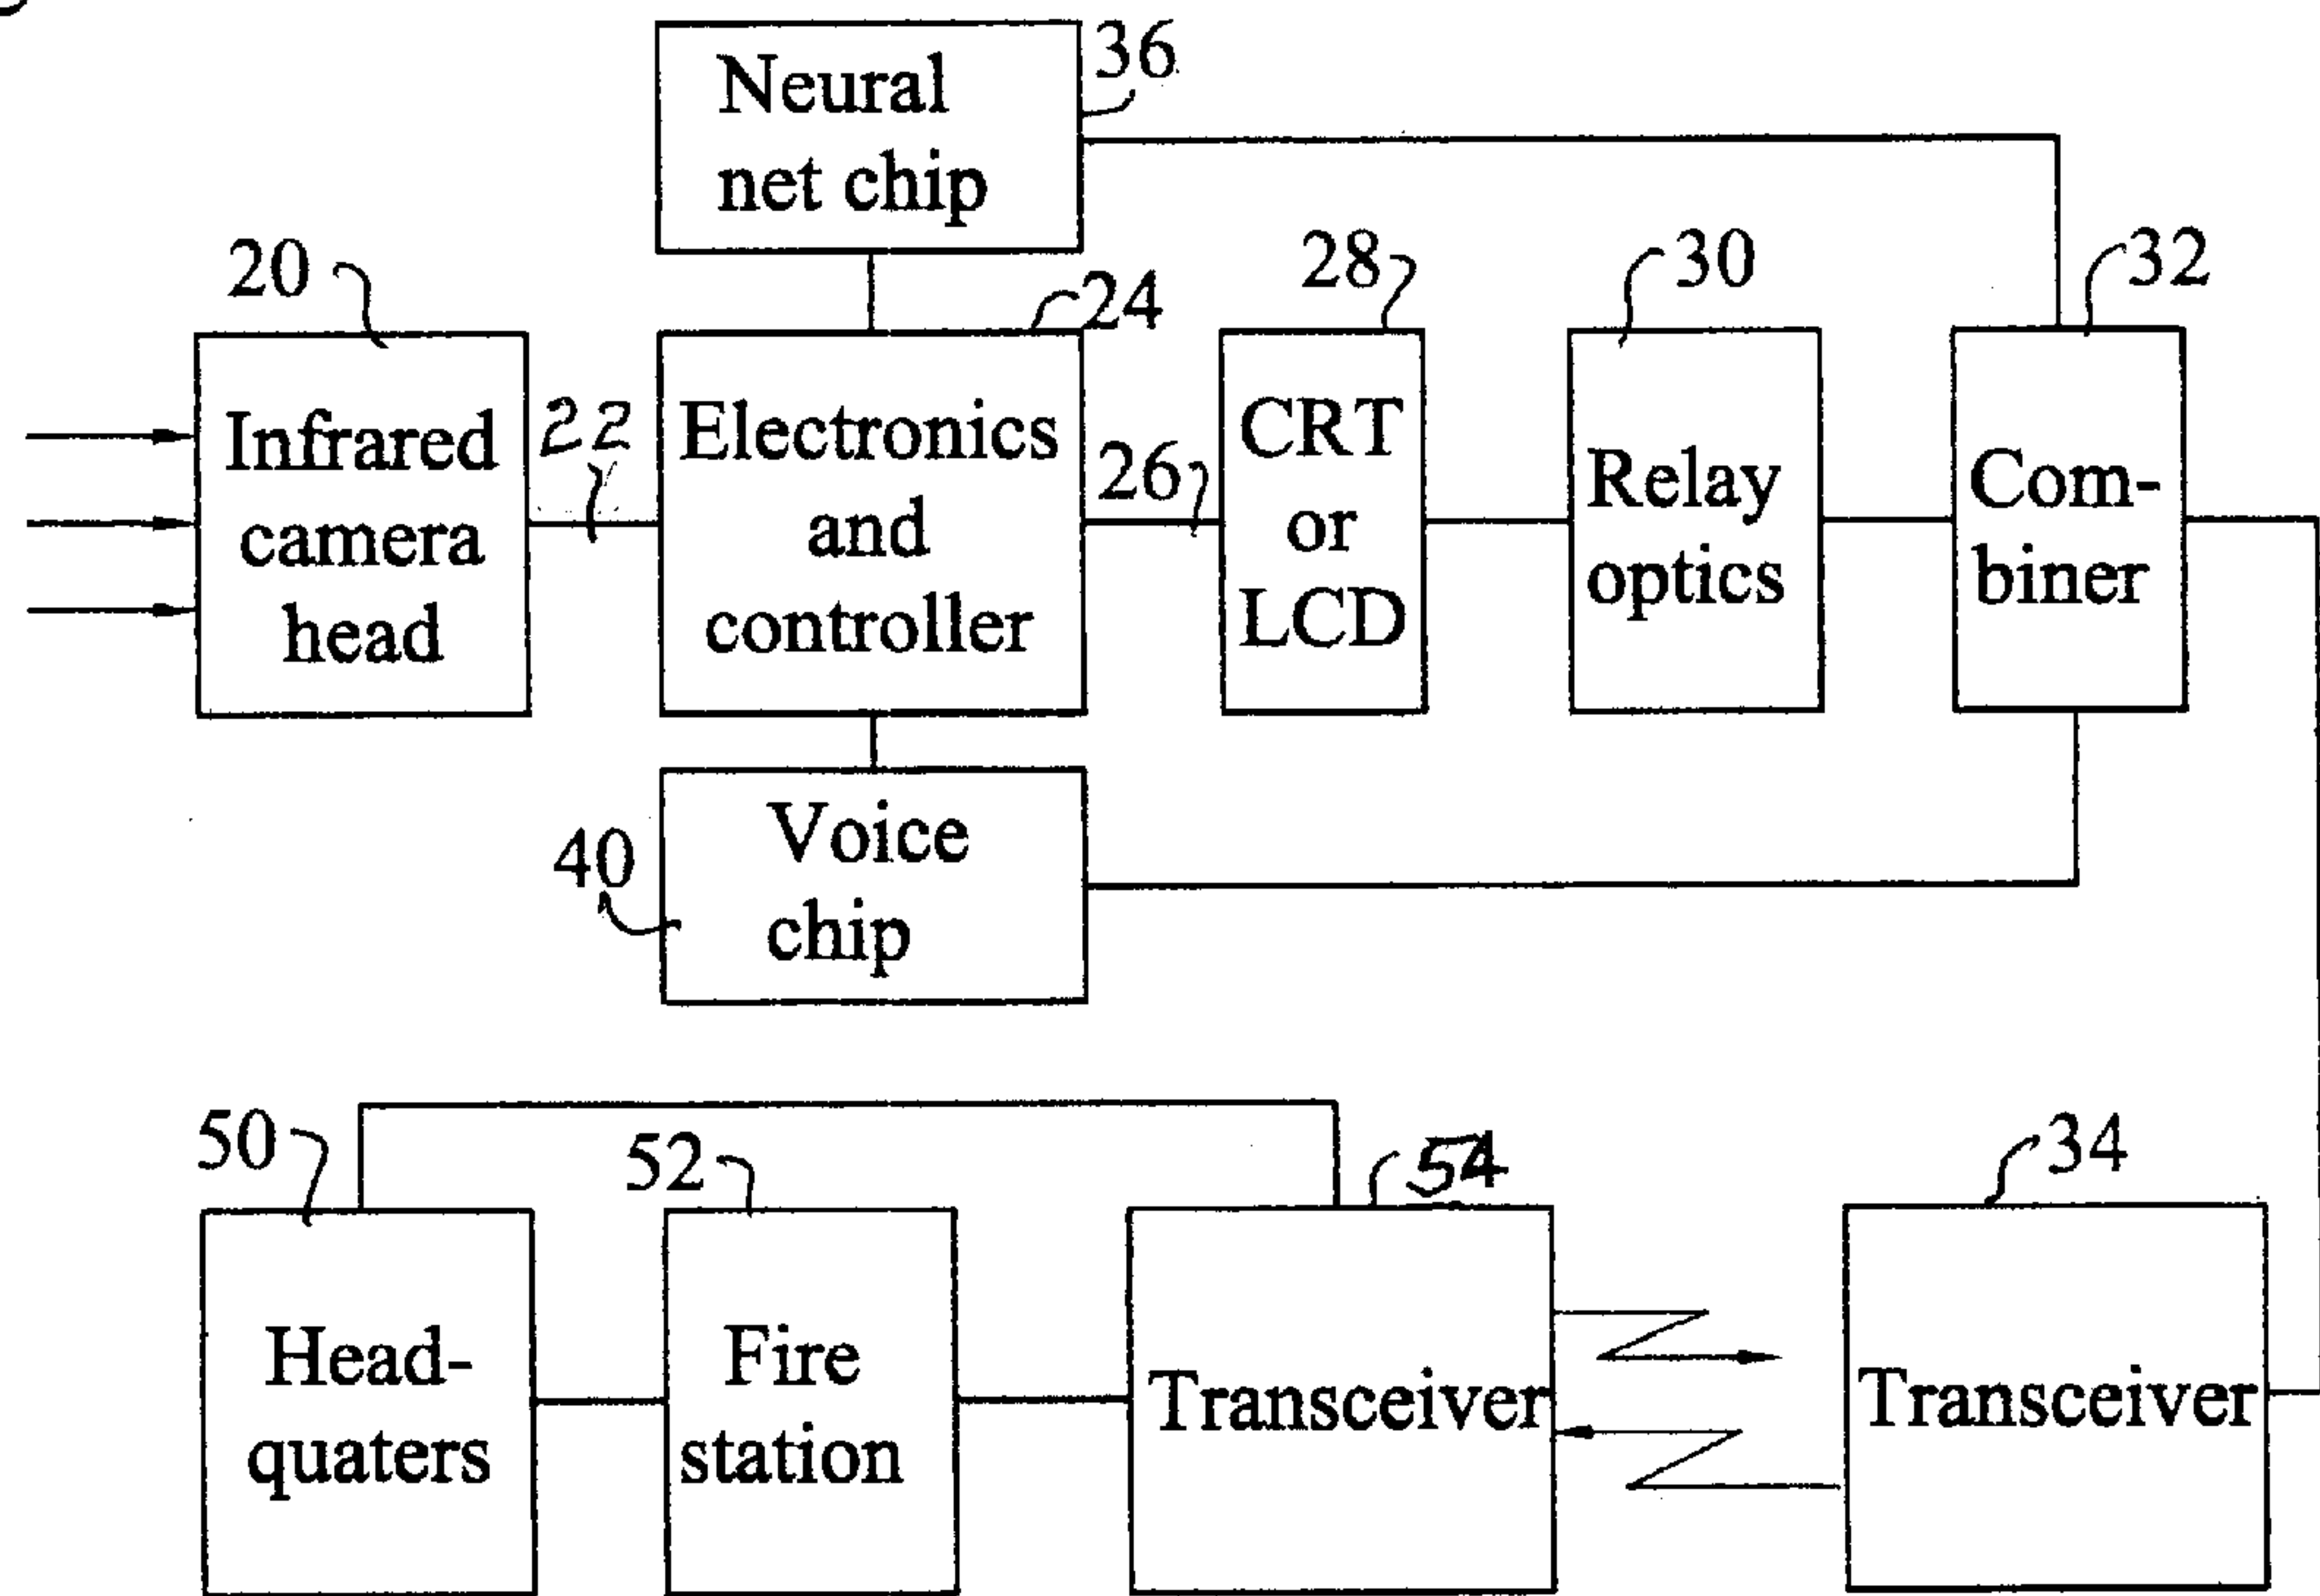 Neural
net chip
36
20
24
28
30
32
Infrared
camera
head
22
Electronics
and
controller
26
CRT
or
LCD
Relay
optics
Com-
biner
40
Voice
chip
50
52
54
34
Head-
quaters
Fire
station
Transceiver
Transceiver